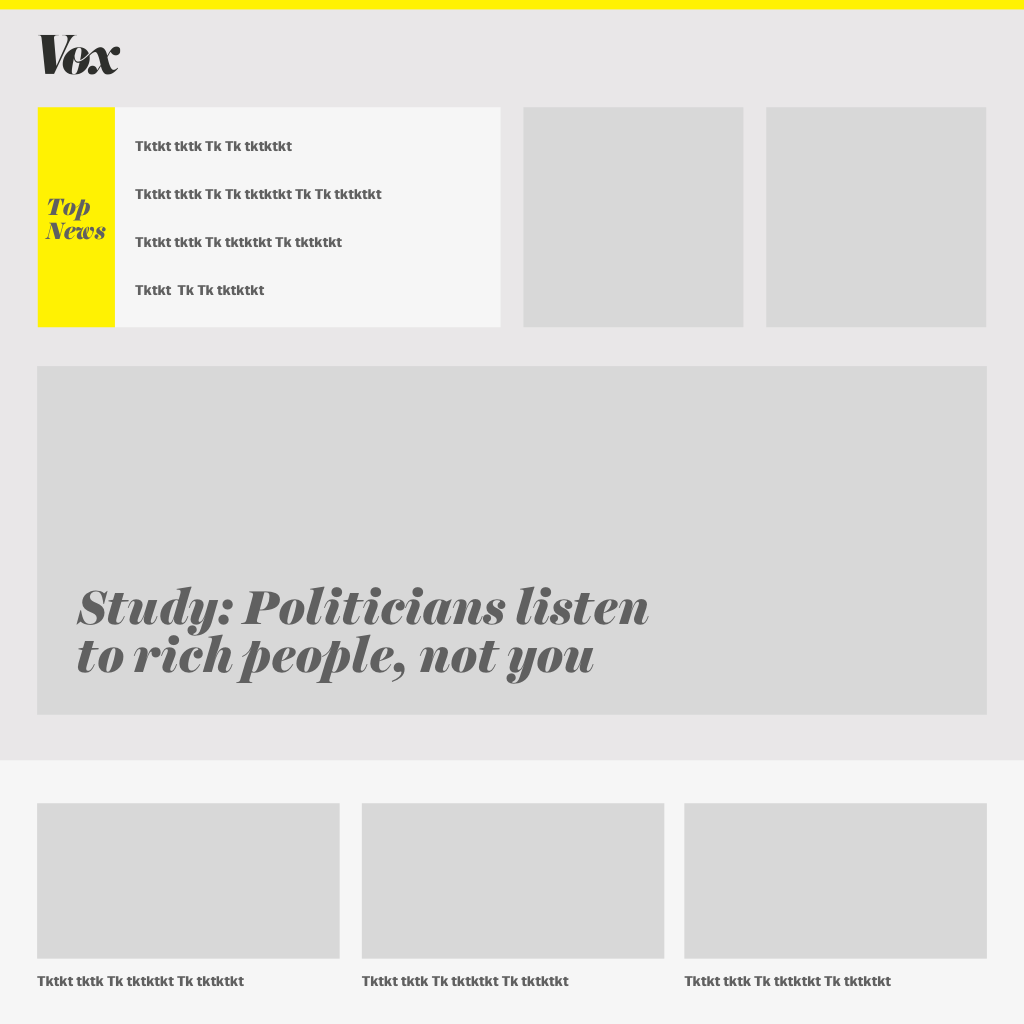 Vox
Top
News
Tktkt tktk Tk Tk tktktkt
Tktkt tktk Tk Tk tktktkt Tk Tk tktktkt
Tktkt tktk Tk tktktkt Tk tktktkt
Tktkt  Tk Tk tktktkt
Study: Politicians listen
to rich people, not you
Tktkt tktk Tk tktktkt Tk tktktkt
Tktkt tktk Tk tktktkt Tk tktktkt
Tktkt tktk Tk tktktkt Tk tktktkt